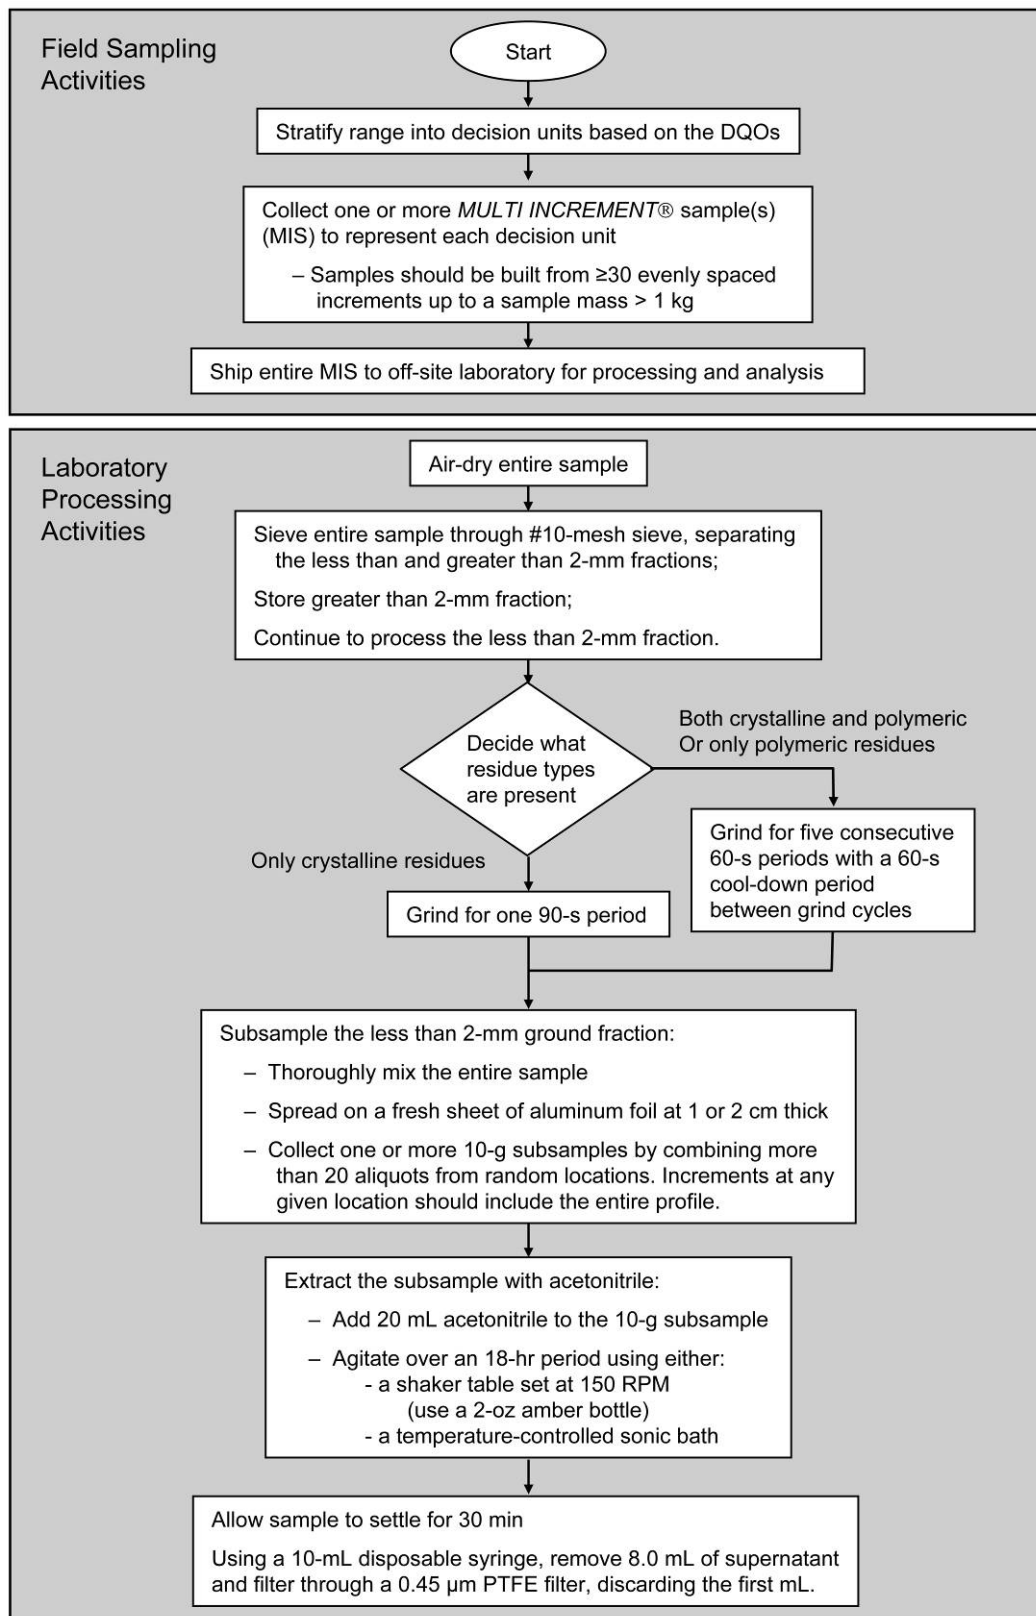 Field Sampling
Activities
Start
Stratify range into decision units based on the DQOs
Collect one or more MULTI INCREMENT® sample(s)
(MIS) to represent each decision unit
– Samples should be built from ≥30 evenly spaced
increments up to a sample mass > 1 kg
Ship entire MIS to off-site laboratory for processing and analysis
Laboratory
Processing
Activities
Air-dry entire sample
Sieve entire sample through #10-mesh sieve, separating
the less than and greater than 2-mm fractions;
Store greater than 2-mm fraction;
Continue to process the less than 2-mm fraction.
Decide what
residue types
are present
Both crystalline and polymeric
Or only polymeric residues
Only crystalline residues
Grind for five consecutive
60-s periods with a 60-s
cool-down period
between grind cycles
Grind for one 90-s period
Subsample the less than 2-mm ground fraction:
– Thoroughly mix the entire sample
– Spread on a fresh sheet of aluminum foil at 1 or 2 cm thick
– Collect one or more 10-g subsamples by combining more
than 20 aliquots from random locations. Increments at any
given location should include the entire profile.
Extract the subsample with acetonitrile:
– Add 20 mL acetonitrile to the 10-g subsample
– Agitate over an 18-hr period using either:
- a shaker table set at 150 RPM
(use a 2-oz amber bottle)
- a temperature-controlled sonic bath
Allow sample to settle for 30 min
Using a 10-mL disposable syringe, remove 8.0 mL of supernatant
and filter through a 0.45 µm PTFE filter, discarding the first mL.